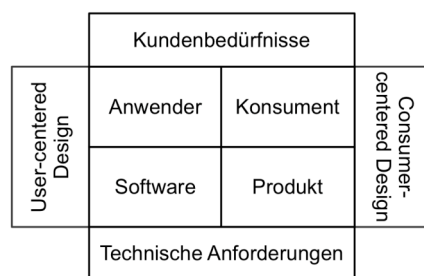 Kundenbedürfnisse
User-centered
Design
Anwender
Konsument
Software
Produkt
Consumer-
centered Design
Technische Anforderungen